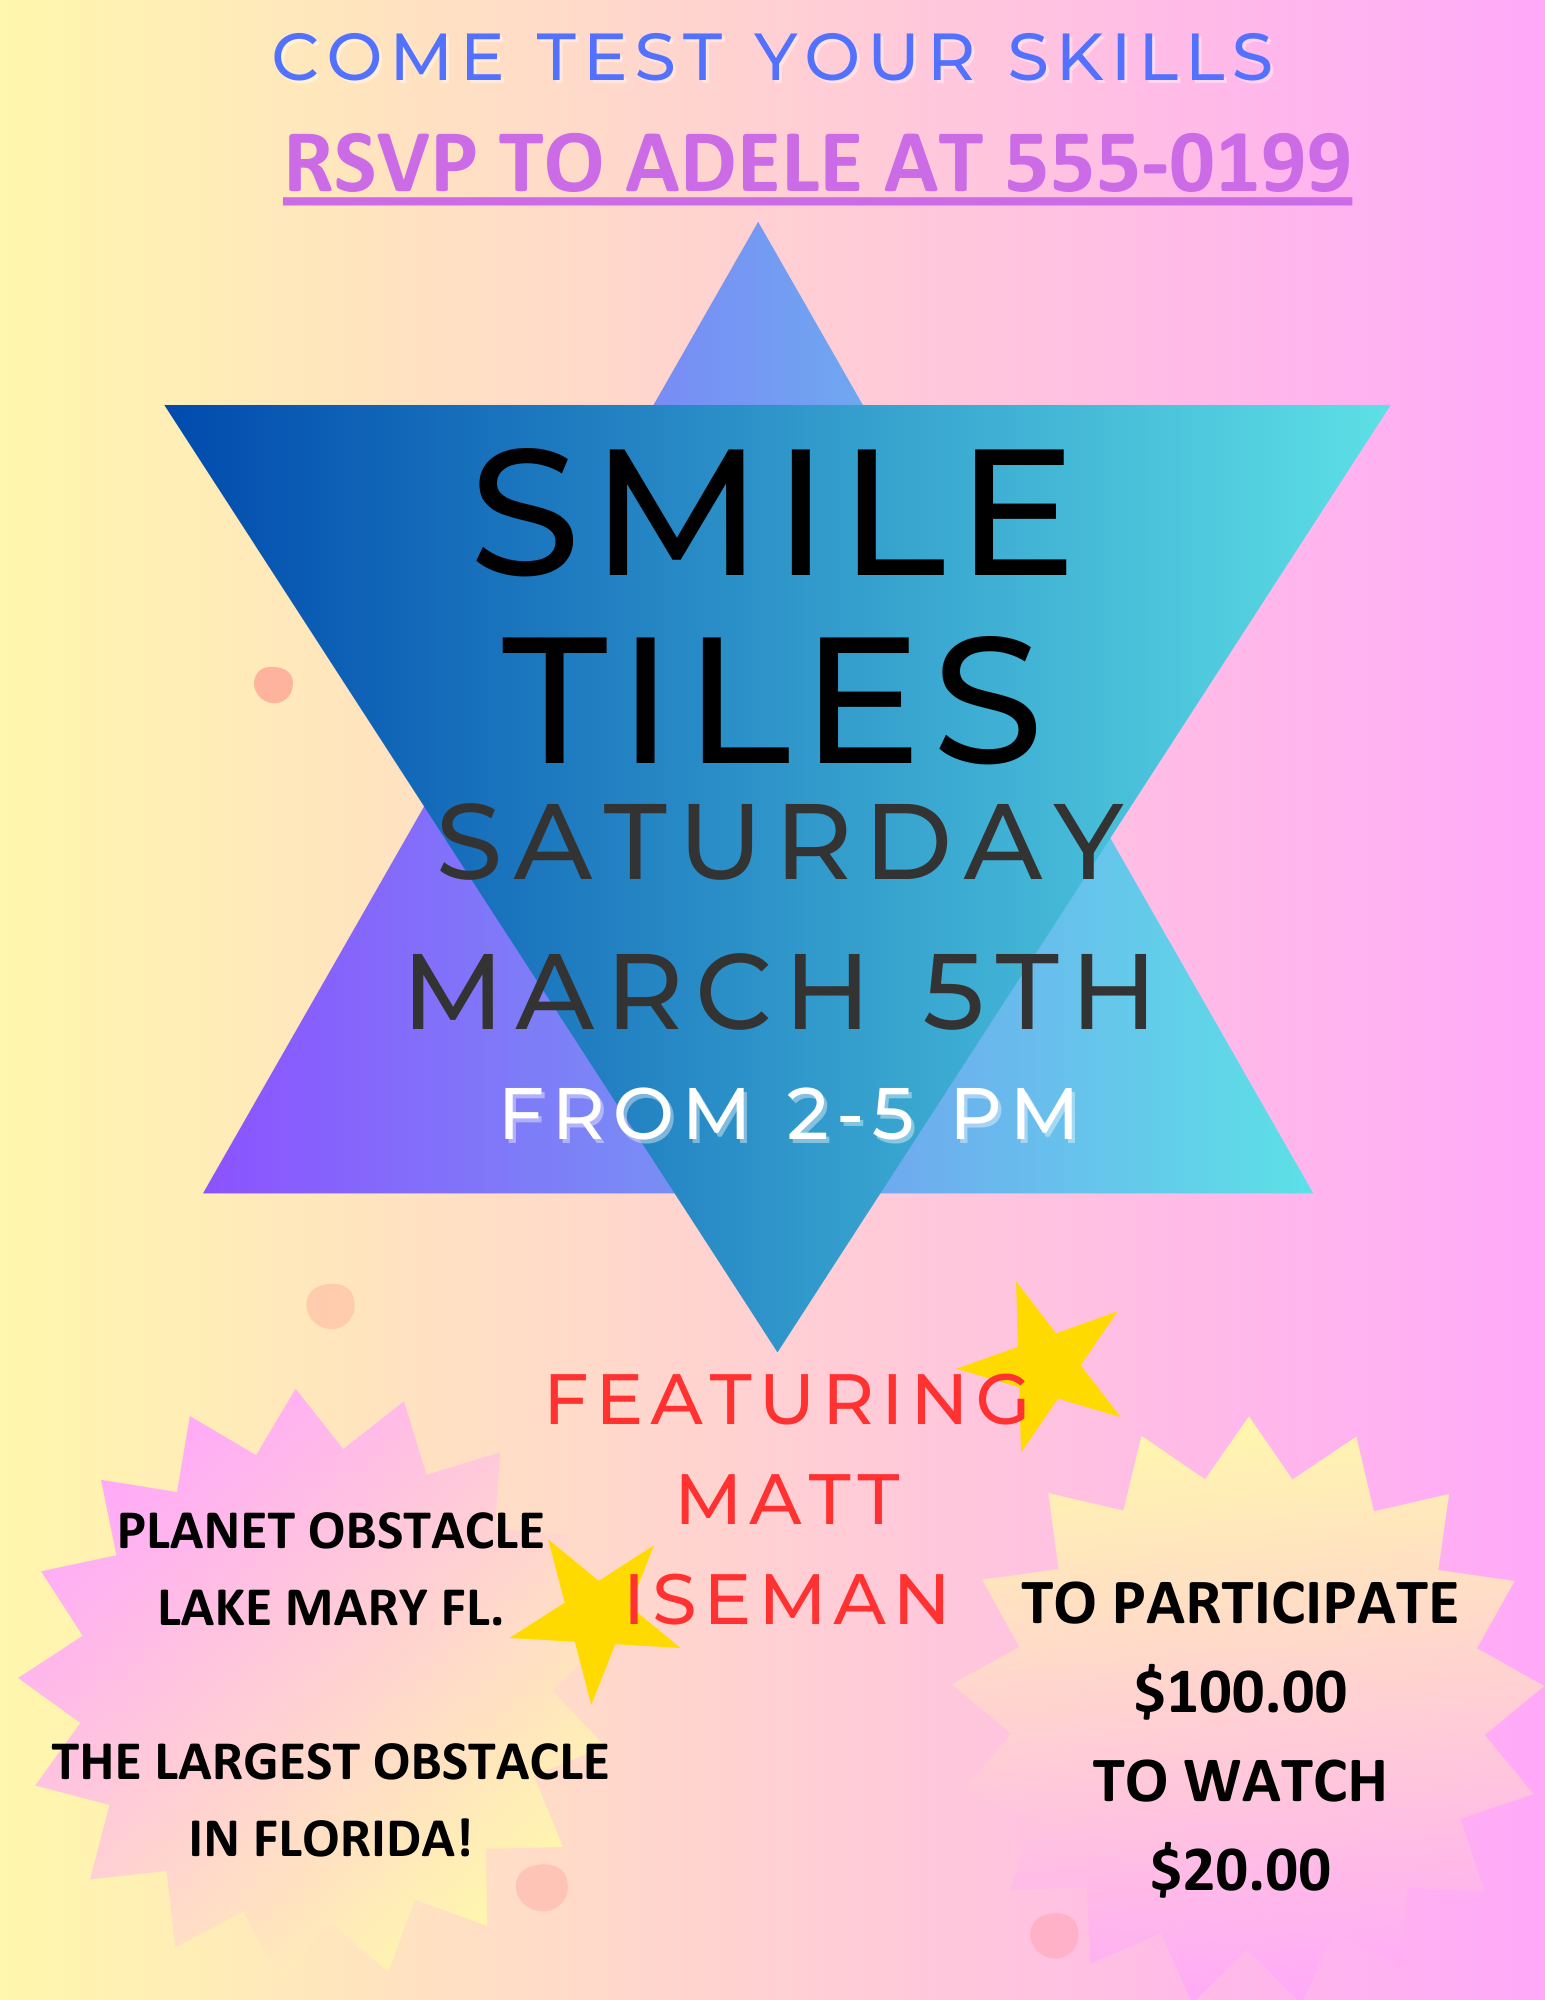 COME TEST YOUR SKILLS
RSVP TO ADELE AT 555-0199
SMILE
TILES
SATURDAY
MARCH 5TH
FROM 2-5 PM
FEATURING
MATT
ISEMAN
PLANET OBSTACLE
LAKE MARY FL.
THE LARGEST OBSTACLE
IN FLORIDA!
TO PARTICIPATE
$100.00
TO WATCH
$20.00